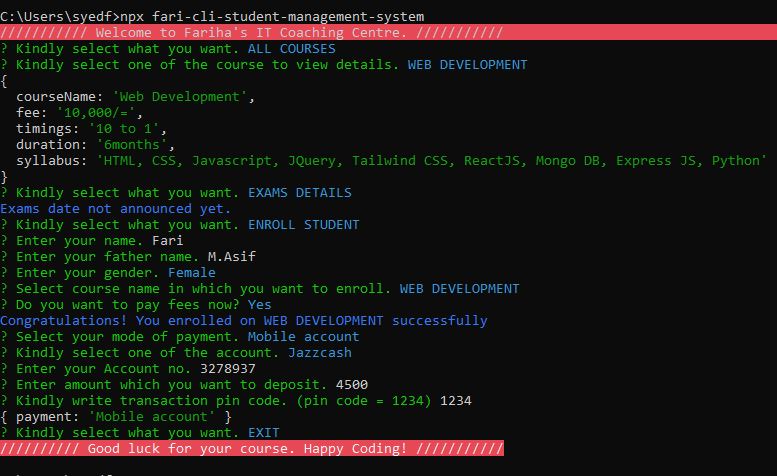 C:\Users\syedf>npx fari-cli-student-management-system
/////////// Welcome to Fariha's IT Coaching Centre. ///////////
? Kindly select what you want. ALL COURSES
? Kindly select one of the course to view details. WEB DEVELOPMENT
{
  courseName: 'Web Development',
  fee: '10,000/=',
  timings: '10 to 1',
  duration: '6months',
  syllabus: 'HTML, CSS, Javascript, JQuery, Tailwind CSS, ReactJS, Mongo DB, Express JS, Python'
}
? Kindly select what you want. EXAMS DETAILS
Exams date not announced yet.
? Kindly select what you want. ENROLL STUDENT
? Enter your name. Fari
? Enter your father name. M.Asif
? Enter your gender. Female
? Select course name in which you want to enroll. WEB DEVELOPMENT
? Do you want to pay fees now? Yes
Congratulations! You enrolled on WEB DEVELOPMENT successfully
? Select your mode of payment. Mobile account
? Kindly select one of the account. Jazzcash
? Enter your Account no. 3278937
? Enter amount which you want to deposit. 4500
? Kindly write transaction pin code. (pin code = 1234) 1234
{ payment: 'Mobile account' }
? Kindly select what you want. EXIT
////////// Good luck for your course. Happy Coding! ///////////